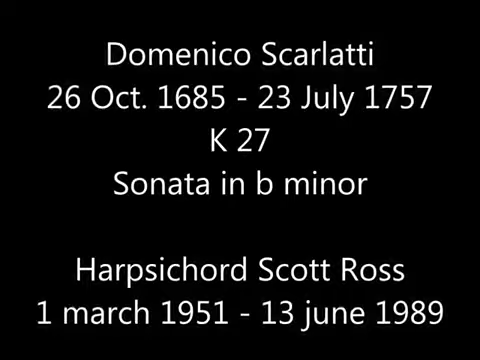 Domenico Scarlatti
26 Oct. 1685 - 23 July 1757
K 27
Sonata in b minor
Harpsichord Scott Ross
1 march 1951 - 13 june 1989